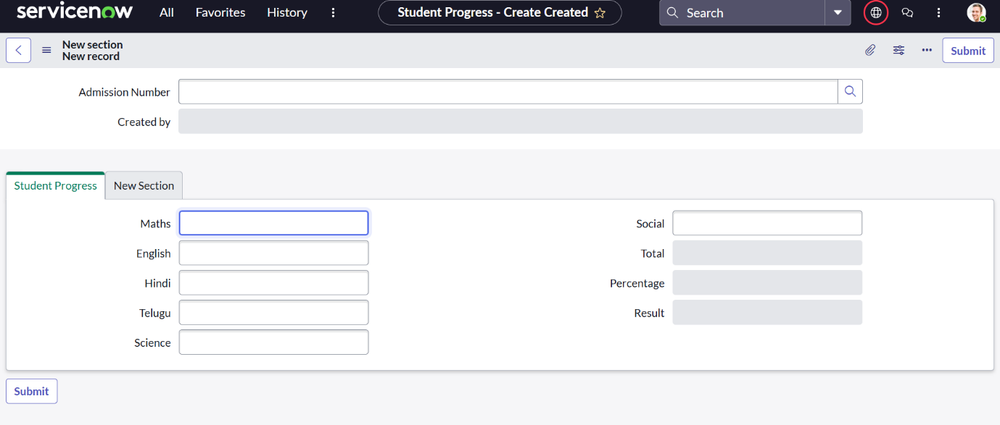 servicenow All Favorites History Student Progress - Create Created Search
New section
New record
Submit
Admission Number
Created by
Student Progress New Section
Maths Social
English Total
Hindi Percentage
Telugu Result
Science
Submit